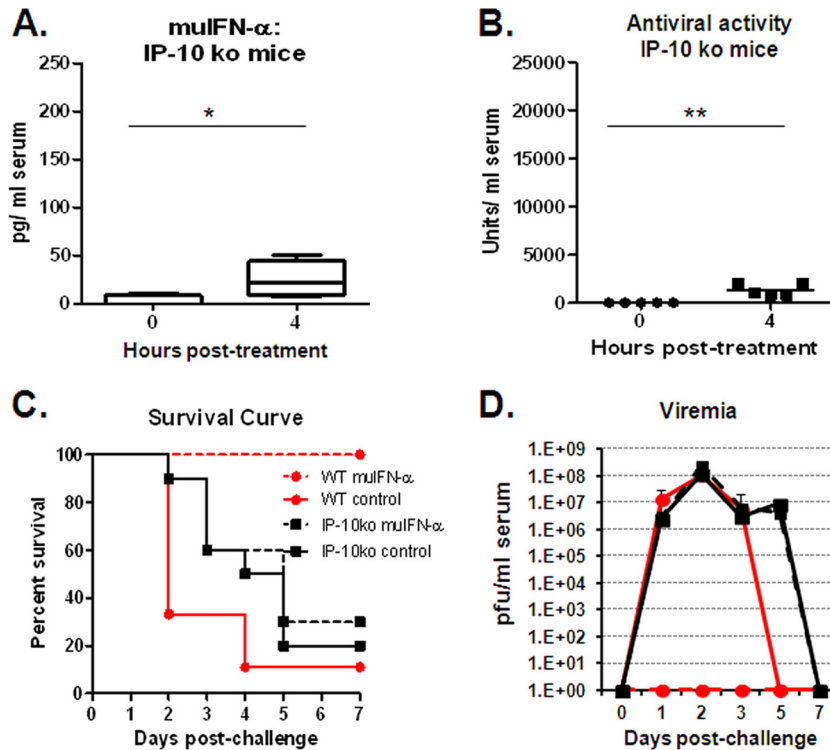 A.
muIFN-α:
IP-10 ko mice
250
200
150
100
50
0
pg/ ml serum
*
0 4
Hours post-treatment
B.
Antiviral activity
IP-10 ko mice
25000
20000
15000
10000
5000
0
Units/ ml serum
**
0 4
Hours post-treatment
C.
Survival Curve
100
80
60
40
20
0
Percent survival
WT muIFN-α
WT control
IP-10ko muIFN-α
IP-10ko control
0 1 2 3 4 5 6 7
Days post-challenge
D.
Viremia
1.E+09
1.E+08
1.E+07
1.E+06
1.E+05
1.E+04
1.E+03
1.E+02
1.E+01
1.E+00
pfu/ml serum
0 1 2 3 5 7
Days post-challenge